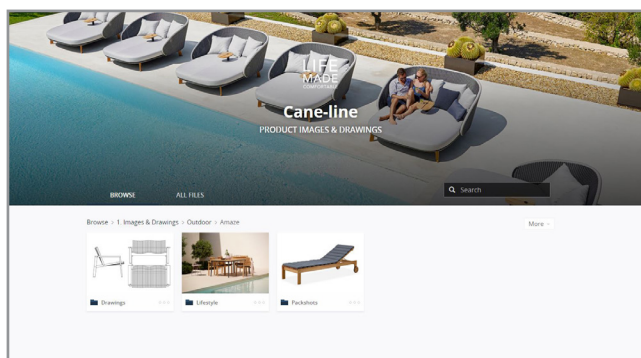 LIFE
MADE
COMFORTABLE
Cane-line
PRODUCT IMAGES & DRAWINGS
BROWSE ALL FILES Search
Browse > 1. Images & Drawings > Outdoor > Amaze More
Drawings Lifestyle Packshots